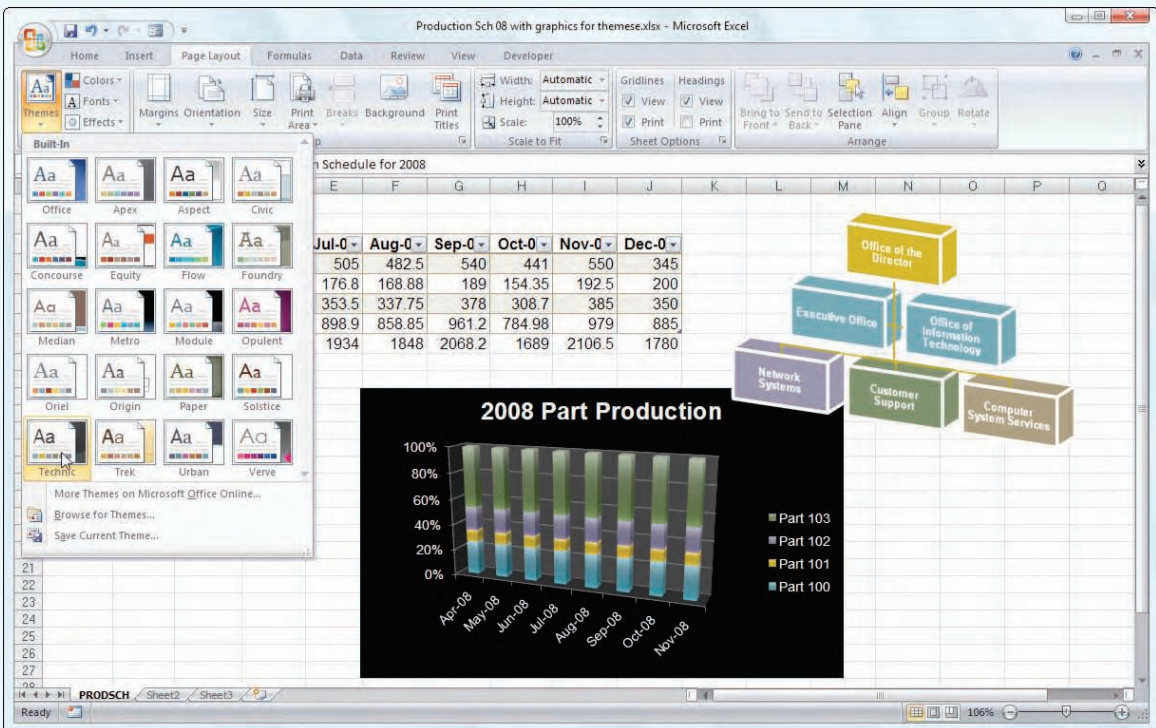 Production Sch 08 with graphics for themese.xlsx - Microsoft Excel
Home Insert Page Layout Formulas Data Review View Developer
Themes
Colors
Fonts
Effects
Margins Orientation Size Print Area Breaks Background Print Titles
Width: Automatic
Height: Automatic
Scale: 100%
Scale to Fit
Gridlines Headings
View View
Print Print
Sheet Options
Bring to Front Send to Back Selection Pane Align Group Rotate
Arrange
Built-In
Office Apex Aspect Civic
Concourse Equity Flow Foundry
Median Metro Module Opulent
Oriel Origin Paper Solstice
Technic Trek Urban Verve
More Themes on Microsoft Office Online...
Browse for Themes...
Save Current Theme...
n Schedule for 2008
E F G H I J K L M N O P Q
Jul-0 Aug-0 Sep-0 Oct-0 Nov-0 Dec-0
505 482.5 540 441 550 345
176.8 168.88 189 154.35 192.5 200
353.5 337.75 378 308.7 385 350
898.9 858.85 961.2 784.98 979 885
1934 1848 2068.2 1689 2106.5 1780
Office of the
Director
Executive Office
Office of
Information
Technology
Network
Systems
Customer
Support
Computer
System Services
2008 Part Production
100%
80%
60%
40%
20%
0%
Apr-08 May-08 Jun-08 Jul-08 Aug-08 Sep-08 Oct-08 Nov-08
Part 103
Part 102
Part 101
Part 100
21
22
23
24
25
26
27
PRODSCH Sheet2 Sheet3
Ready
106%